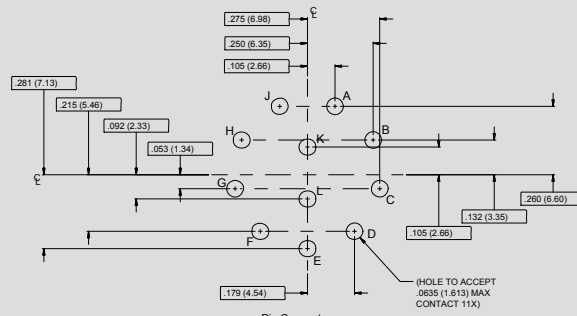 .275 (6.98)
℄
.250 (6.35)
.105 (2.66)
.281 (7.13)
.215 (5.46)
.092 (2.33)
.053 (1.34)
℄
J
A
H
B
K
G
C
L
F
D
E
.260 (6.60)
.132 (3.35)
.105 (2.66)
.179 (4.54)
(HOLE TO ACCEPT
.0635 (1.613) MAX
CONTACT 11X)